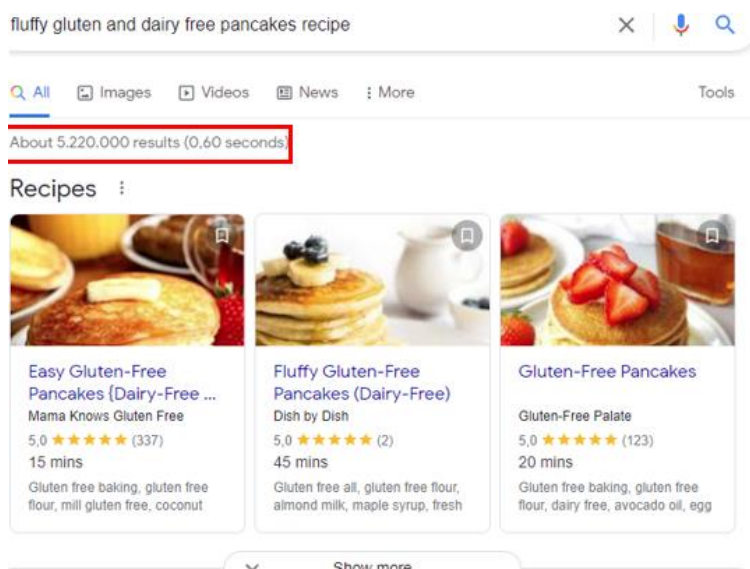 fluffy gluten and dairy free pancakes recipe
All Images Videos News More Tools
About 5.220.000 results (0,60 seconds)
Recipes
Easy Gluten-Free
Pancakes {Dairy-Free ...
Mama Knows Gluten Free
5,0 ★★★★★ (337)
15 mins
Gluten free baking, gluten free
flour, mill gluten free, coconut
Fluffy Gluten-Free
Pancakes (Dairy-Free)
Dish by Dish
5,0 ★★★★★ (2)
45 mins
Gluten free all, gluten free flour,
almond milk, maple syrup, fresh
Gluten-Free Pancakes
Gluten-Free Palate
5,0 ★★★★★ (123)
20 mins
Gluten free baking, gluten free
flour, dairy free, avocado oil, egg
Show more